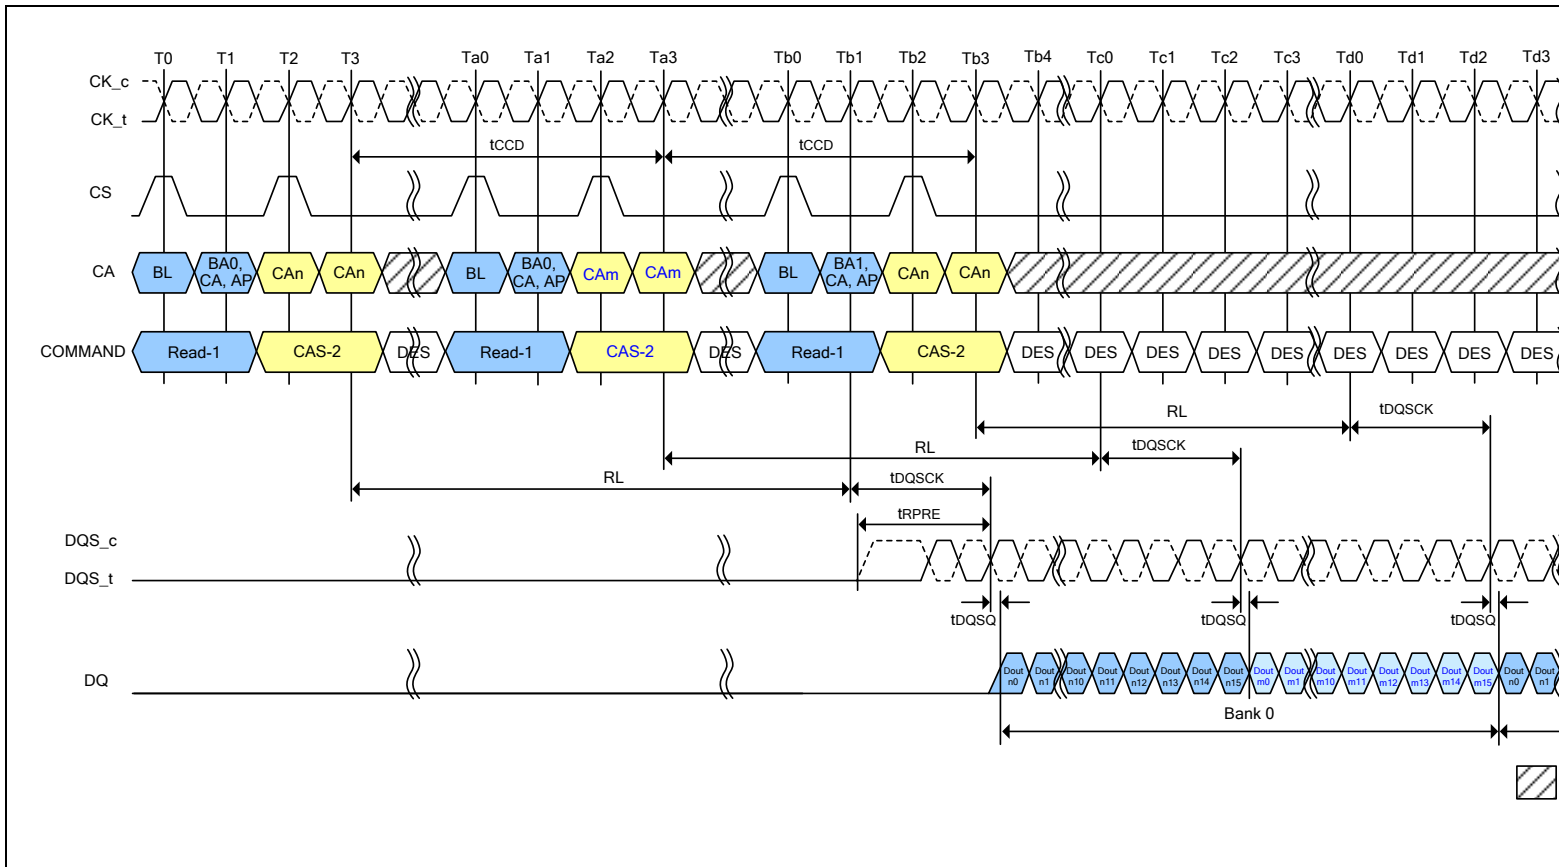 T0 T1 T2 T3 Ta0 Ta1 Ta2 Ta3 Tb0 Tb1 Tb2 Tb3 Tb4 Tc0 Tc1 Tc2 Tc3 Td0 Td1 Td2 Td3
CK_c
CK_t
tCCD tCCD
CS
CA BL BA0, CA, AP CAn CAn BL BA0, CA, AP CAm CAm BL BA1, CA, AP CAn CAn
COMMAND Read-1 CAS-2 DES Read-1 CAS-2 DES Read-1 CAS-2 DES DES DES DES DES DES DES DES DES
RL tDQSCK
RL tDQSCK
RL tDQSCK
tRPRE
DQS_c
DQS_t
tDQSQ tDQSQ tDQSQ
DQ Dout n0 Dout n1 Dout n10 Dout n11 Dout n12 Dout n13 Dout n14 Dout n15 Dout m0 Dout m1 Dout m10 Dout m11 Dout m12 Dout m13 Dout m14 Dout m15 Dout n0 Dout n1
Bank 0